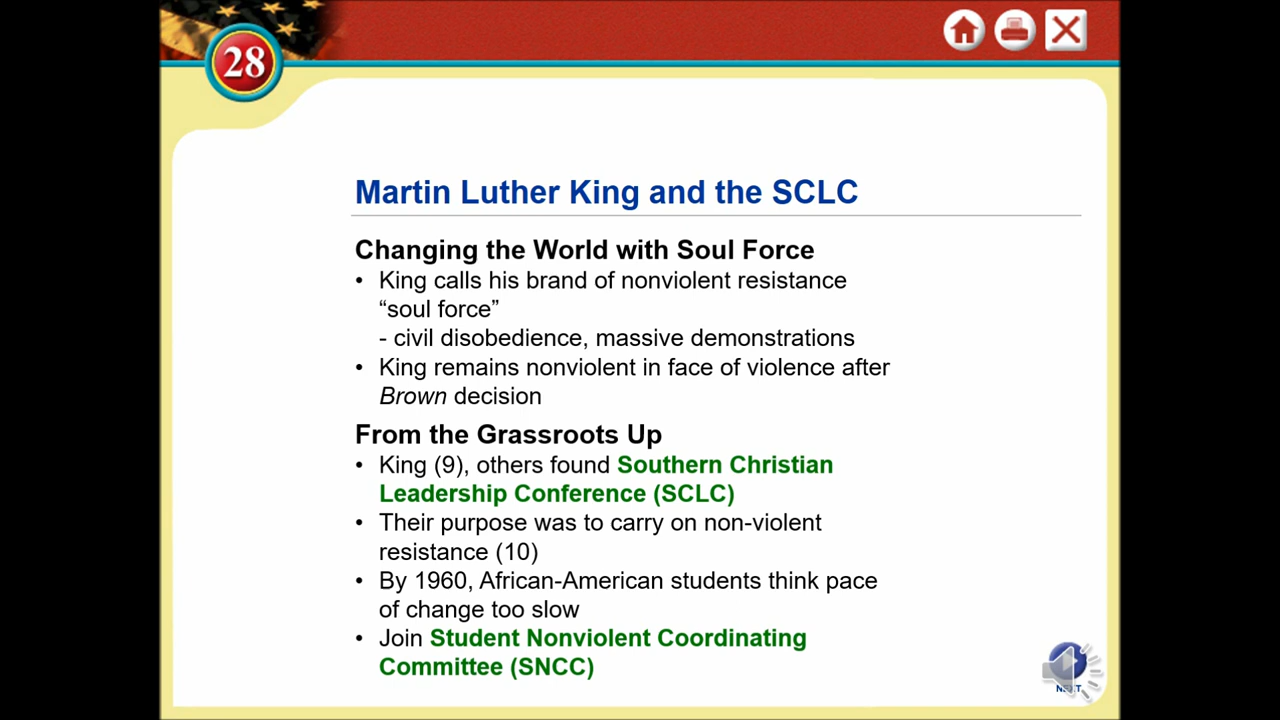 28
Martin Luther King and the SCLC
Changing the World with Soul Force
• King calls his brand of nonviolent resistance
“soul force”
- civil disobedience, massive demonstrations
• King remains nonviolent in face of violence after
Brown decision
From the Grassroots Up
• King (9), others found Southern Christian
Leadership Conference (SCLC)
• Their purpose was to carry on non-violent
resistance (10)
• By 1960, African-American students think pace
of change too slow
• Join Student Nonviolent Coordinating
Committee (SNCC)